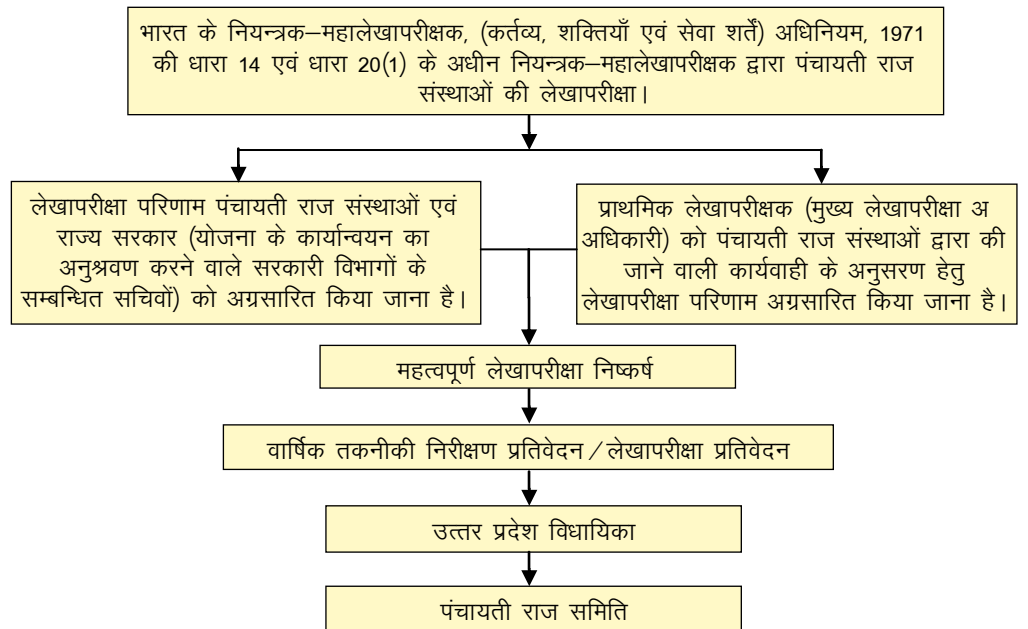 भारत के नियन्त्रक–महालेखापरीक्षक, (कर्तव्य, शक्तियाँ एवं सेवा शर्तें) अधिनियम, 1971
की धारा 14 एवं धारा 20(1) के अधीन नियन्त्रक–महालेखापरीक्षक द्वारा पंचायती राज
संस्थाओं की लेखापरीक्षा।
लेखापरीक्षा परिणाम पंचायती राज संस्थाओं एवं
राज्य सरकार (योजना के कार्यान्वयन का
अनुश्रवण करने वाले सरकारी विभागों के
सम्बन्धित सचिवों) को अग्रसारित किया जाना है।
प्राथमिक लेखापरीक्षक (मुख्य लेखापरीक्षा अ
अधिकारी) को पंचायती राज संस्थाओं द्वारा की
जाने वाली कार्यवाही के अनुसरण हेतु
लेखापरीक्षा परिणाम अग्रसारित किया जाना है।
महत्वपूर्ण लेखापरीक्षा निष्कर्ष
वार्षिक तकनीकी निरीक्षण प्रतिवेदन/लेखापरीक्षा प्रतिवेदन
उत्तर प्रदेश विधायिका
पंचायती राज समिति